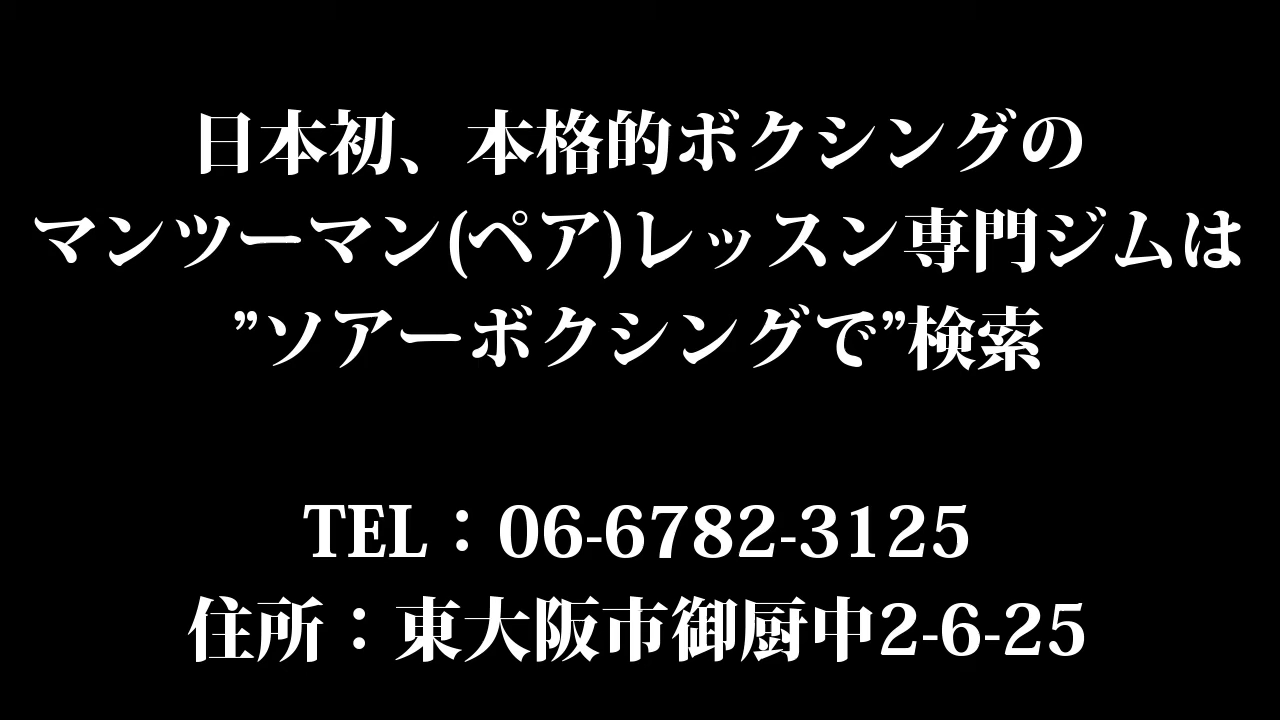 日本初、本格的ボクシングの
マンツーマン(ペア)レッスン専門ジムは
”ソアーボクシングで”検索
TEL：06-6782-3125
住所：東大阪市御厨中2-6-25